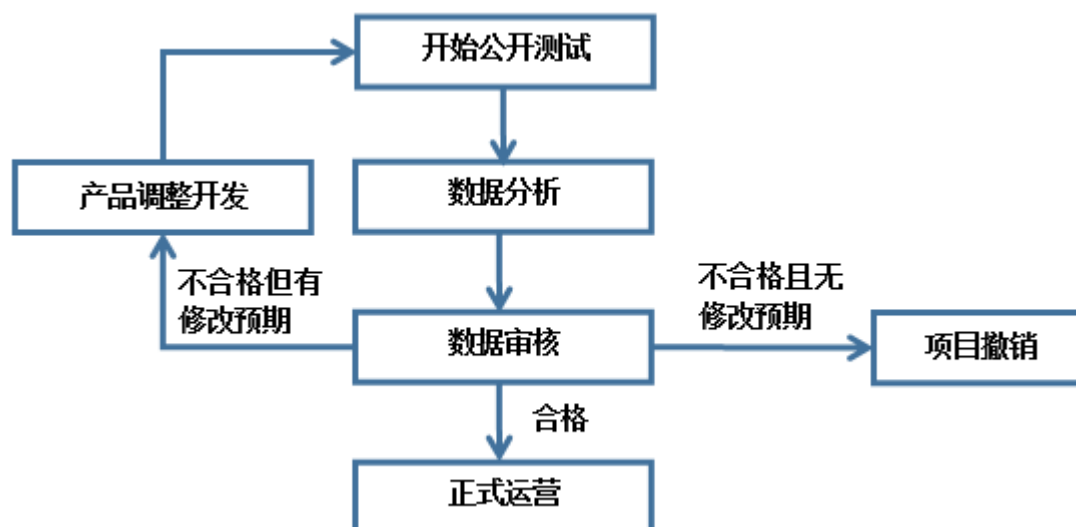 开始公开测试
产品调整开发
数据分析
不合格但有
修改预期
不合格且无
修改预期
数据审核
项目撤销
合格
正式运营